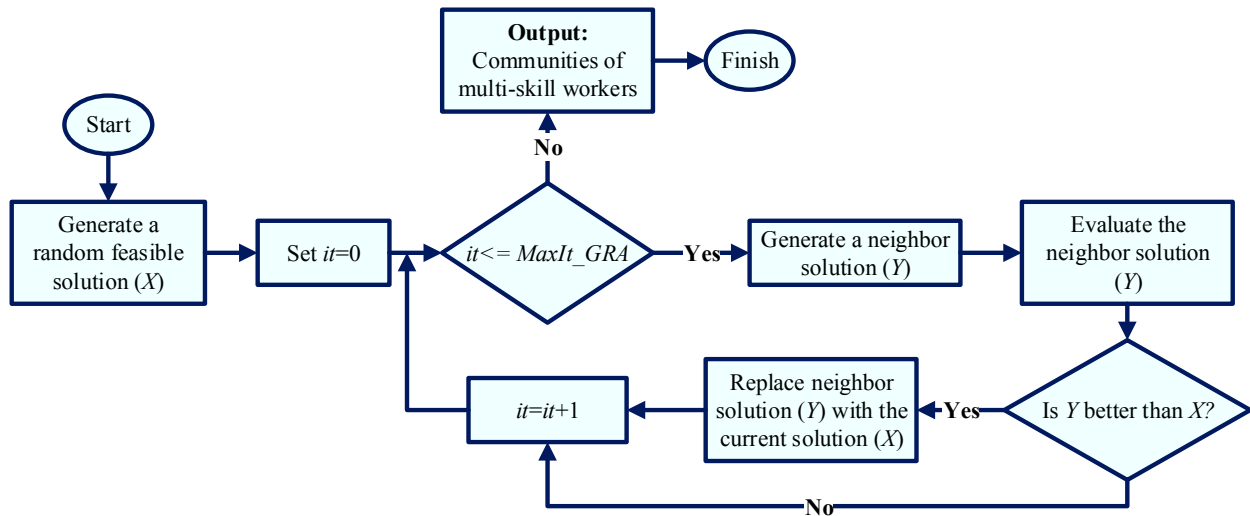 Start
Generate a
random feasible
solution (X)
Set it=0
it<= MaxIt_GRA
No
Output:
Communities of
multi-skill workers
Finish
Yes
Generate a neighbor
solution (Y)
Evaluate the
neighbor solution
(Y)
Is Y better than X?
Yes
Replace neighbor
solution (Y) with the
current solution (X)
it=it+1
No